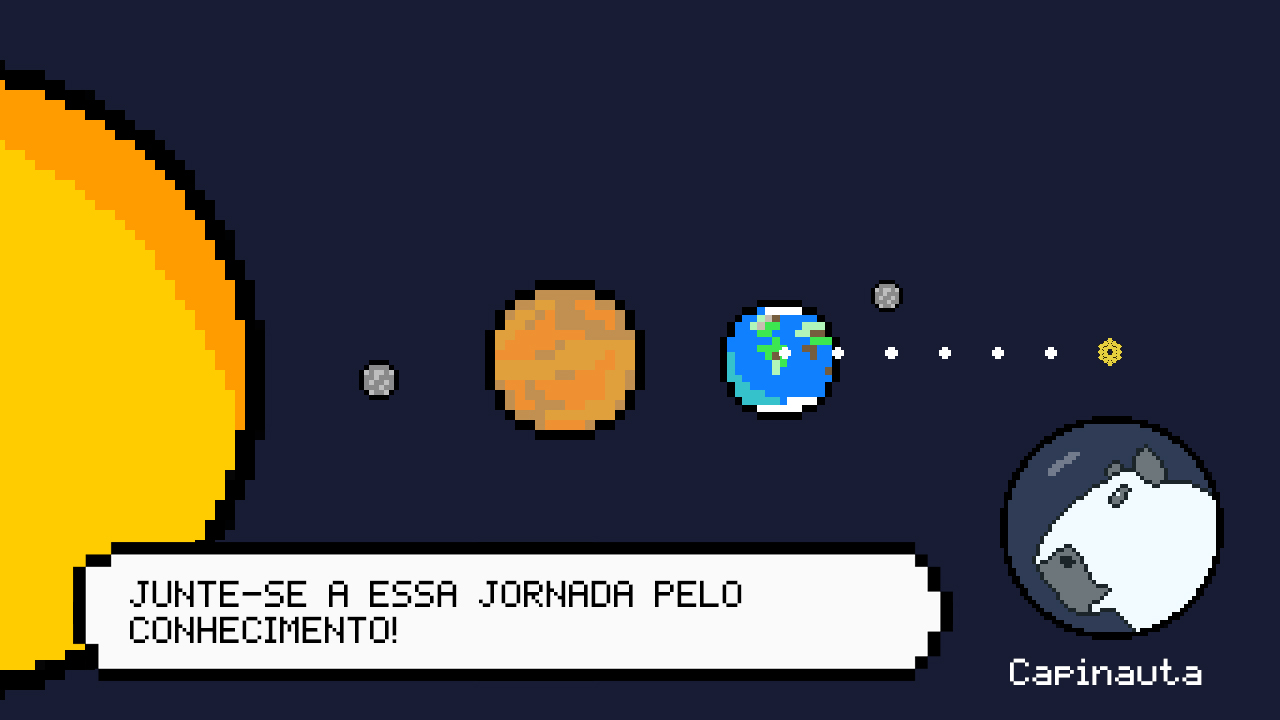 JUNTE-SE A ESSA JORNADA PELO
CONHECIMENTO!
Capinauta